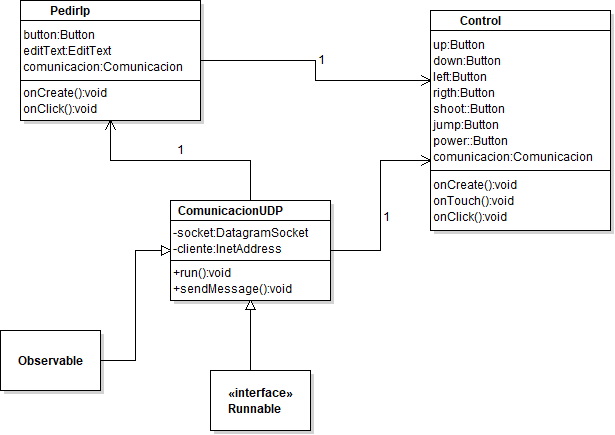 PedirIp
button:Button
editText:EditText
comunicacion:Comunicacion
onCreate():void
onClick():void
1
Control
up:Button
down:Button
left:Button
rigth:Button
shoot::Button
jump:Button
power::Button
comunicacion:Comunicacion
onCreate():void
onTouch():void
onClick():void
1
1
ComunicacionUDP
-socket:DatagramSocket
-cliente:InetAddress
+run():void
+sendMessage():void
Observable
«interface»
Runnable